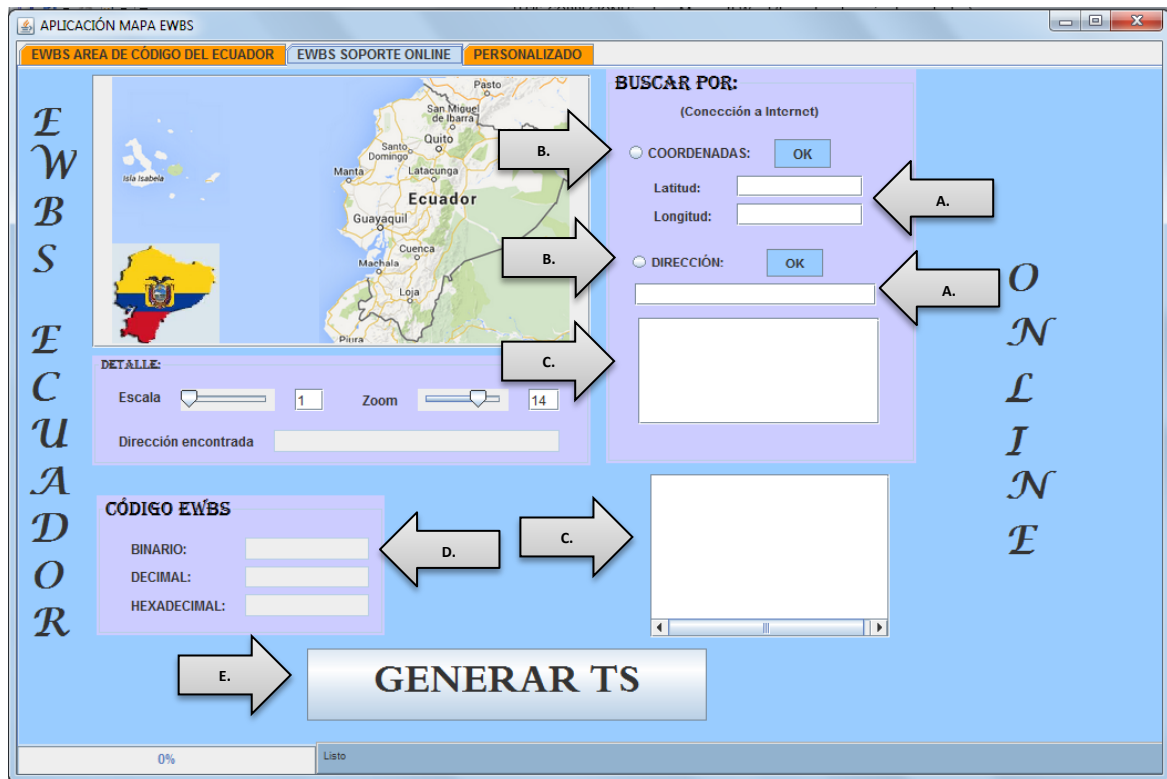 APLICACIÓN MAPA EWBS
EWBS AREA DE CÓDIGO DEL ECUADOR
EWBS SOPORTE ONLINE
PERSONALIZADO
EWBS ECUADOR
Pasto
San Miguel
de Ibarra
Quito
Santo
Domingo
Manta
Latacunga
Isla Isabela
Ecuador
Guayaquil
Cuenca
Machala
Loja
Piura
BUSCAR POR:
(Conección a Internet)
B.
COORDENADAS:
OK
Latitud:
A.
Longitud:
B.
DIRECCIÓN:
OK
A.
C.
ONLINE
DETALLE:
Escala
1
Zoom
14
Dirección encontrada
CÓDIGO EWBS
BINARIO:
D.
DECIMAL:
HEXADECIMAL:
C.
E.
GENERAR TS
0%
Listo